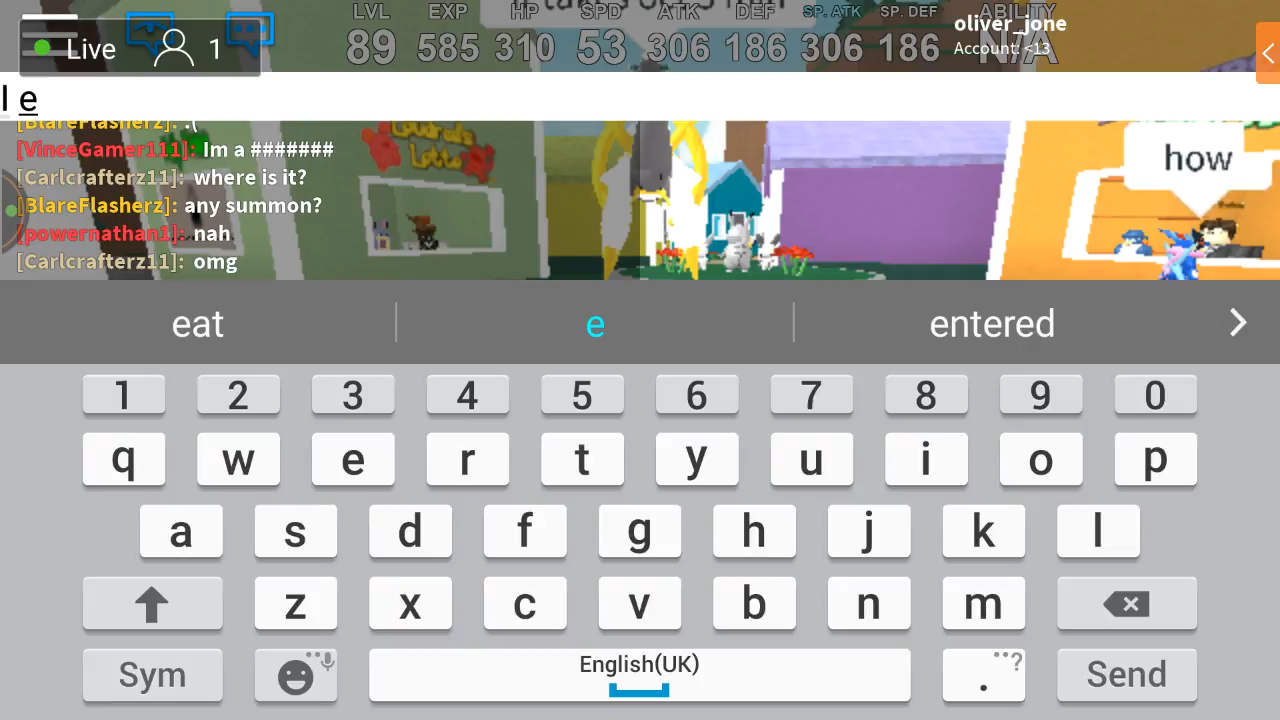 LVL EXP HP SPD ATK DEF SP. ATK SP. DEF ABILITY
89 585 310 53 306 186 306 186 N/A
Live 1
oliver_jone
Account: <13
I e
[BlareFlasherz]: :(
[VinceGamer111]: Im a #######
[Carlcrafterz11]: where is it?
[BlareFlasherz]: any summon?
[powernathan1]: nah
[Carlcrafterz11]: omg
Lotto
how
eat e entered
1 2 3 4 5 6 7 8 9 0
q w e r t y u i o p
a s d f g h j k l
z x c v b n m
Sym English(UK) . ? Send